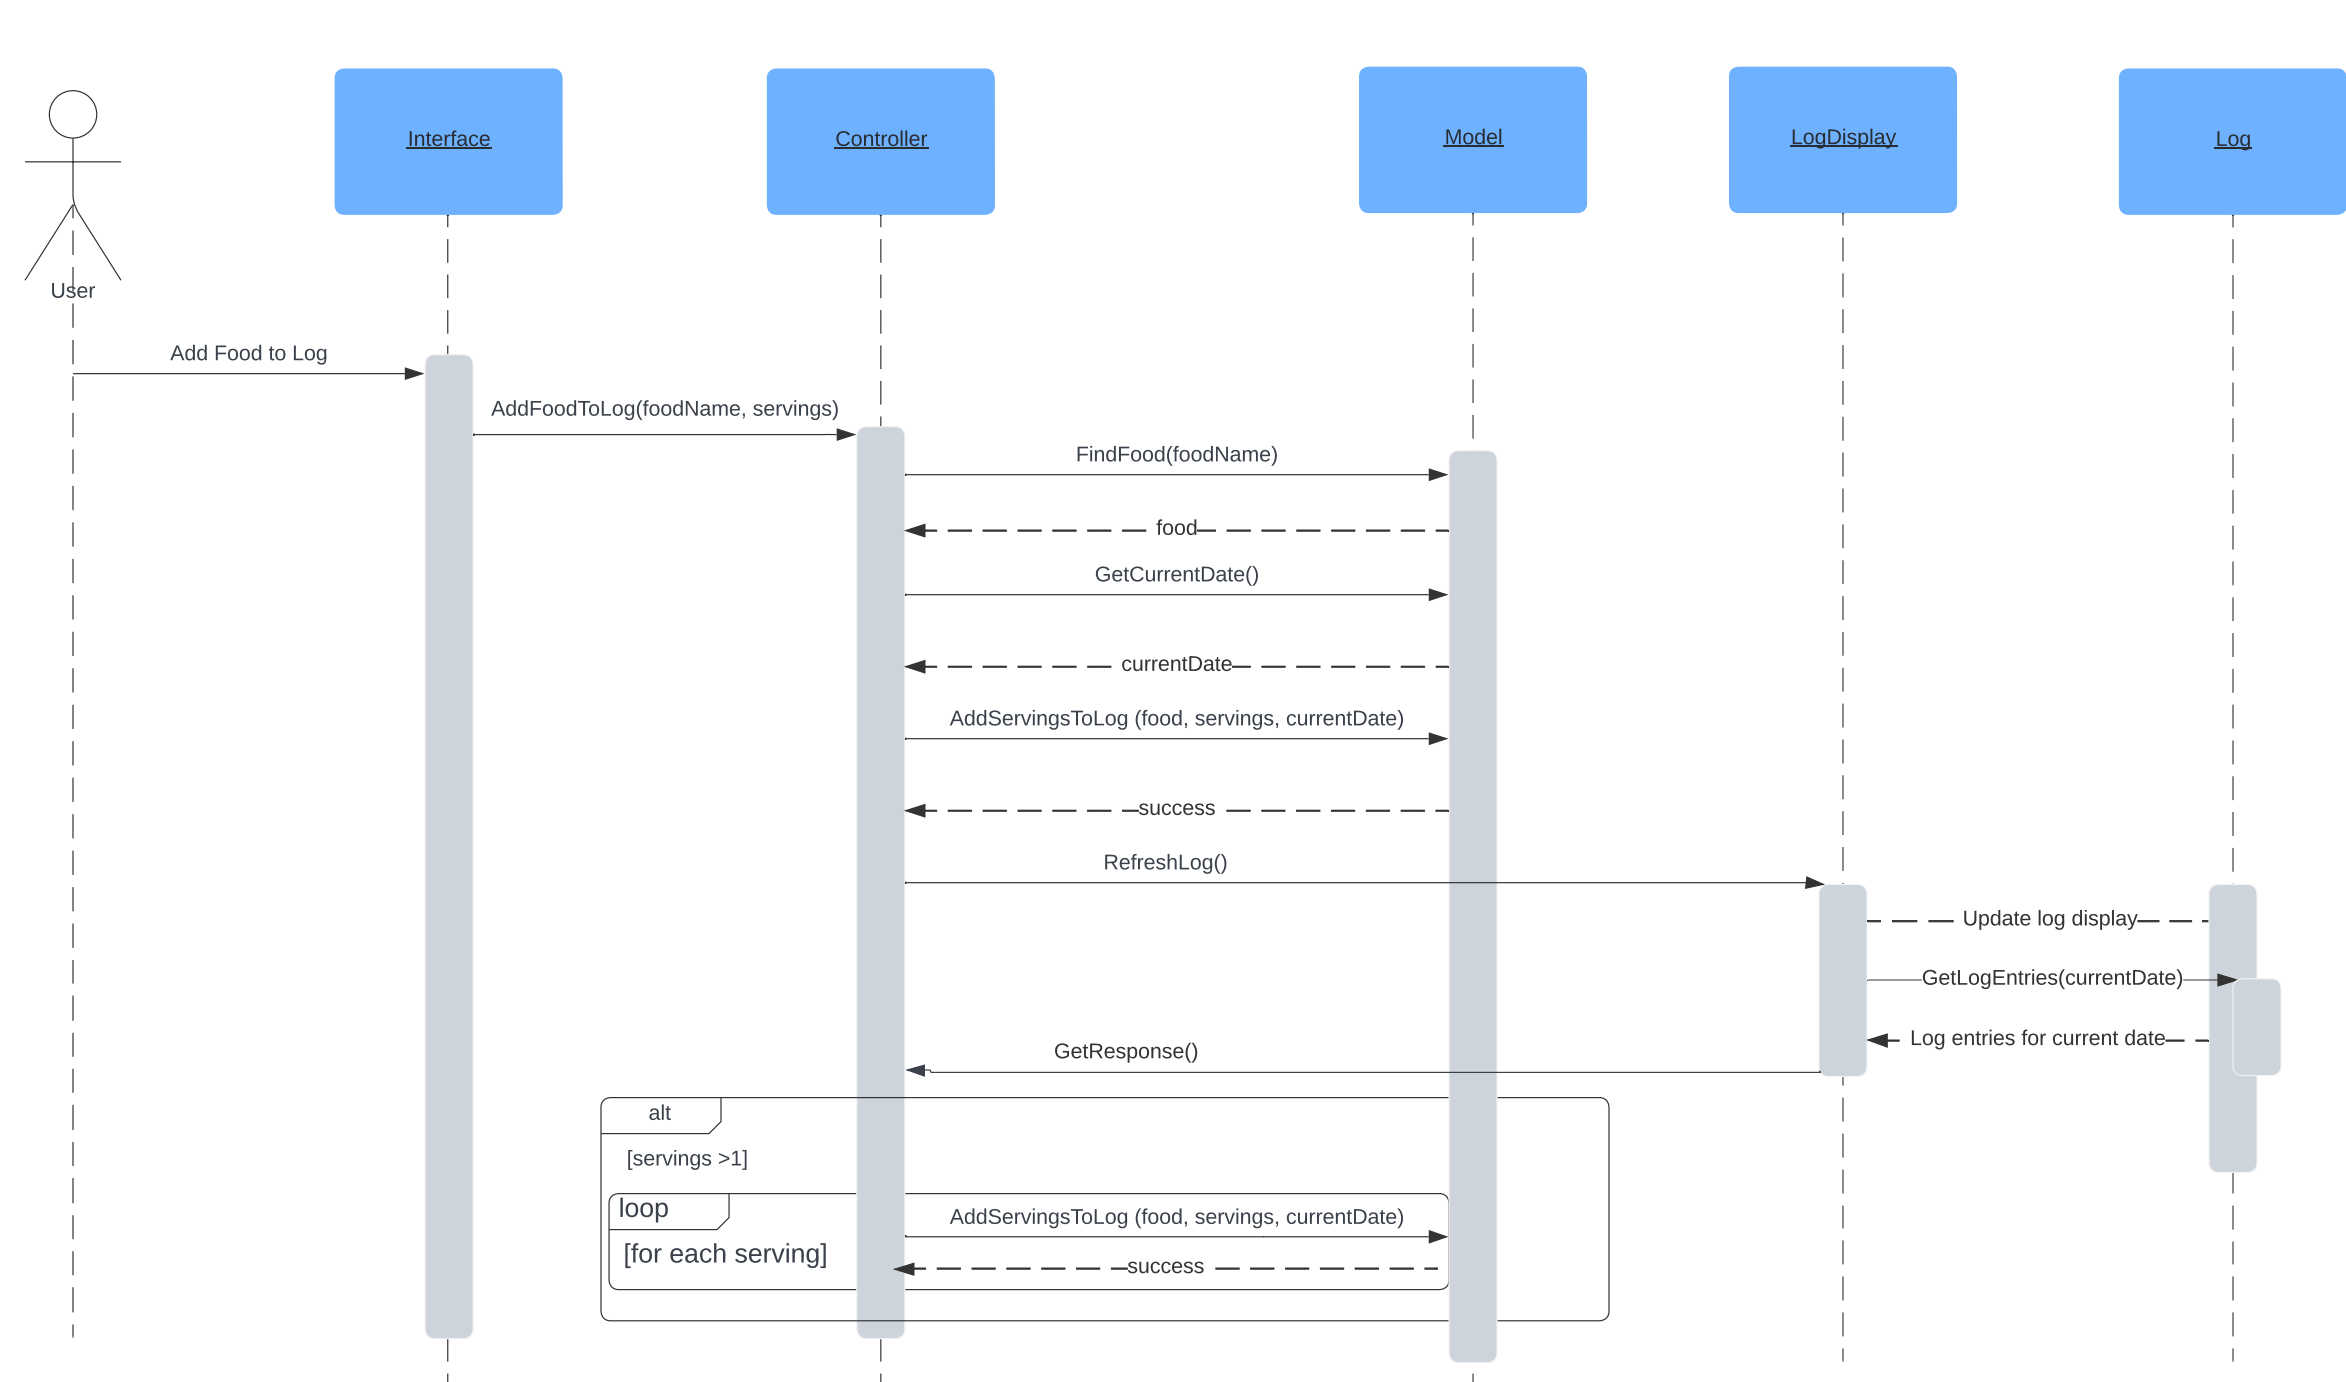 Interface
Controller
Model
LogDisplay
Log
User
Add Food to Log
AddFoodToLog(foodName, servings)
FindFood(foodName)
food
GetCurrentDate()
currentDate
AddServingsToLog (food, servings, currentDate)
success
RefreshLog()
Update log display
GetLogEntries(currentDate)
Log entries for current date
GetResponse()
alt
[servings >1]
loop
AddServingsToLog (food, servings, currentDate)
[for each serving]
success